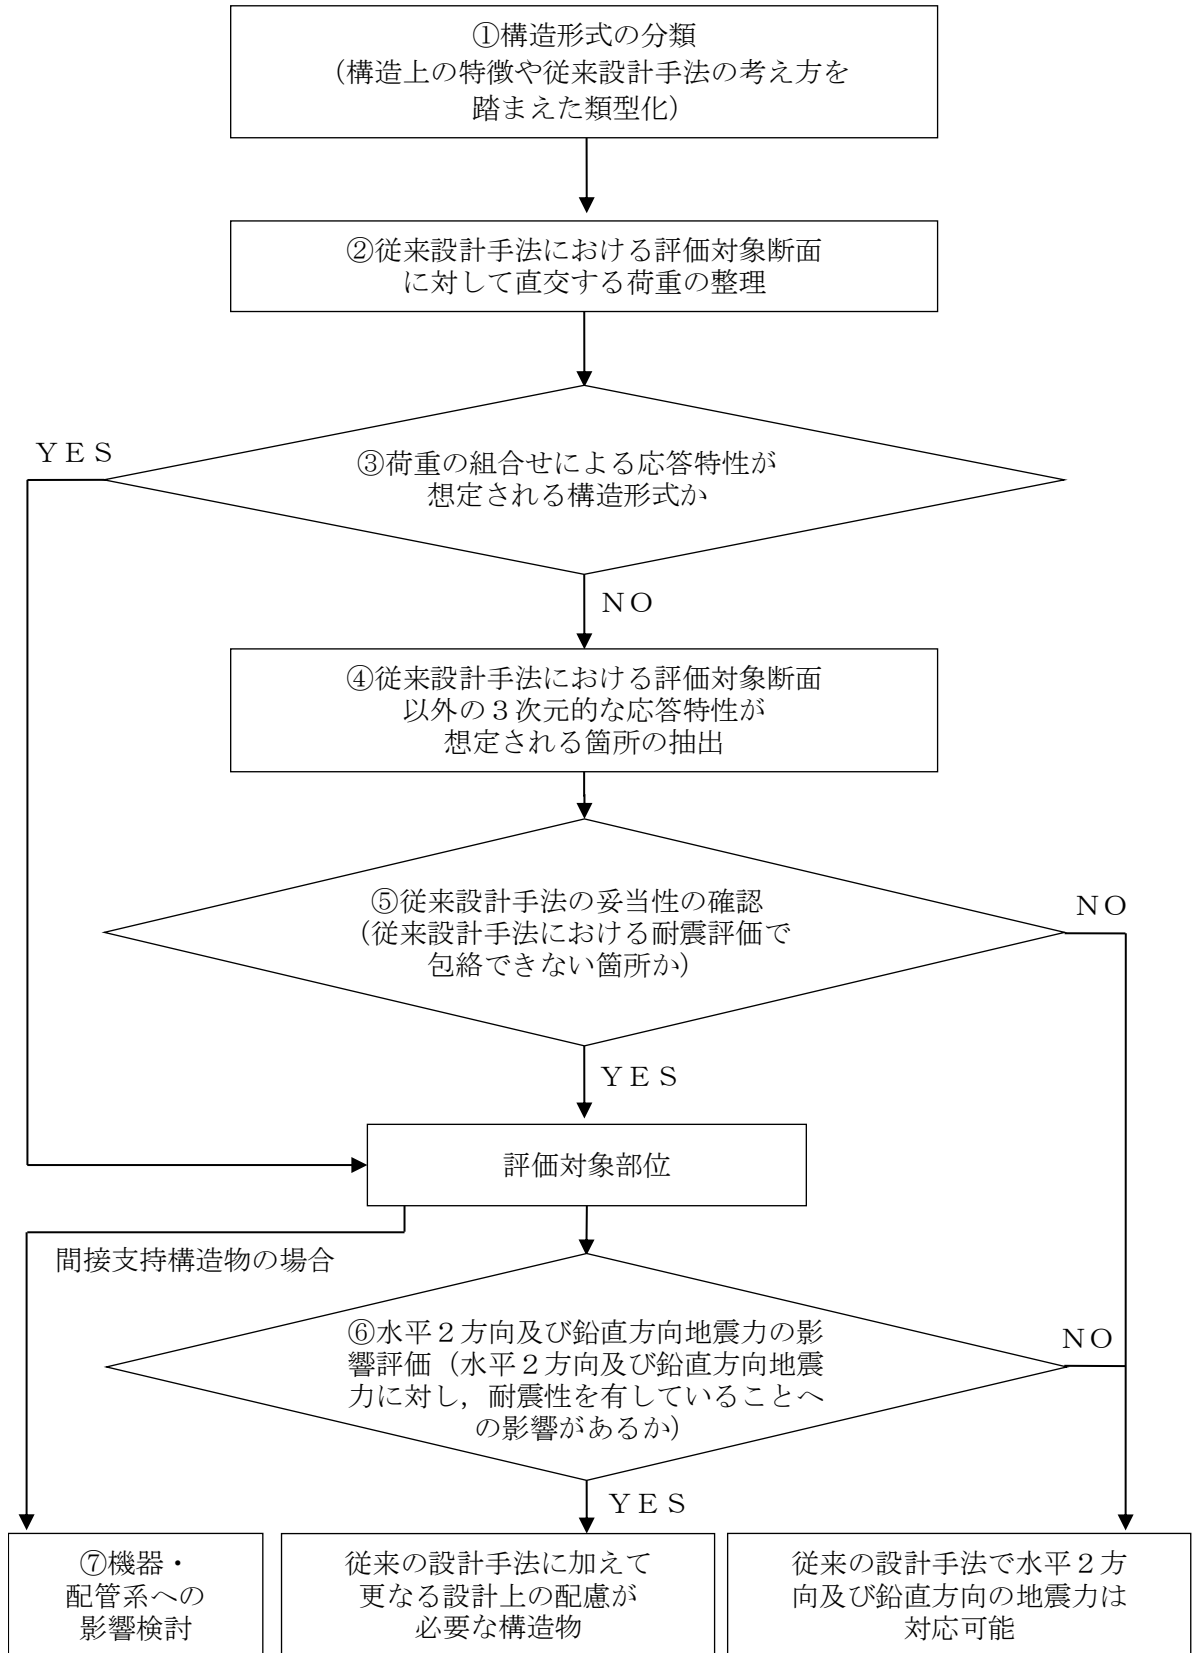 ①構造形式の分類
（構造上の特徴や従来設計手法の考え方を
踏まえた類型化）
②従来設計手法における評価対象断面
に対して直交する荷重の整理
YES
③荷重の組合せによる応答特性が
想定される構造形式か
NO
④従来設計手法における評価対象断面
以外の３次元的な応答特性が
想定される箇所の抽出
⑤従来設計手法の妥当性の確認
（従来設計手法における耐震評価で
包絡できない箇所か）
NO
YES
評価対象部位
間接支持構造物の場合
⑥水平２方向及び鉛直方向地震力の影
響評価（水平２方向及び鉛直方向地震
力に対し，耐震性を有していることへ
の影響があるか）
NO
YES
⑦機器・
配管系への
影響検討
従来の設計手法に加えて
更なる設計上の配慮が
必要な構造物
従来の設計手法で水平２方
向及び鉛直方向の地震力は
対応可能